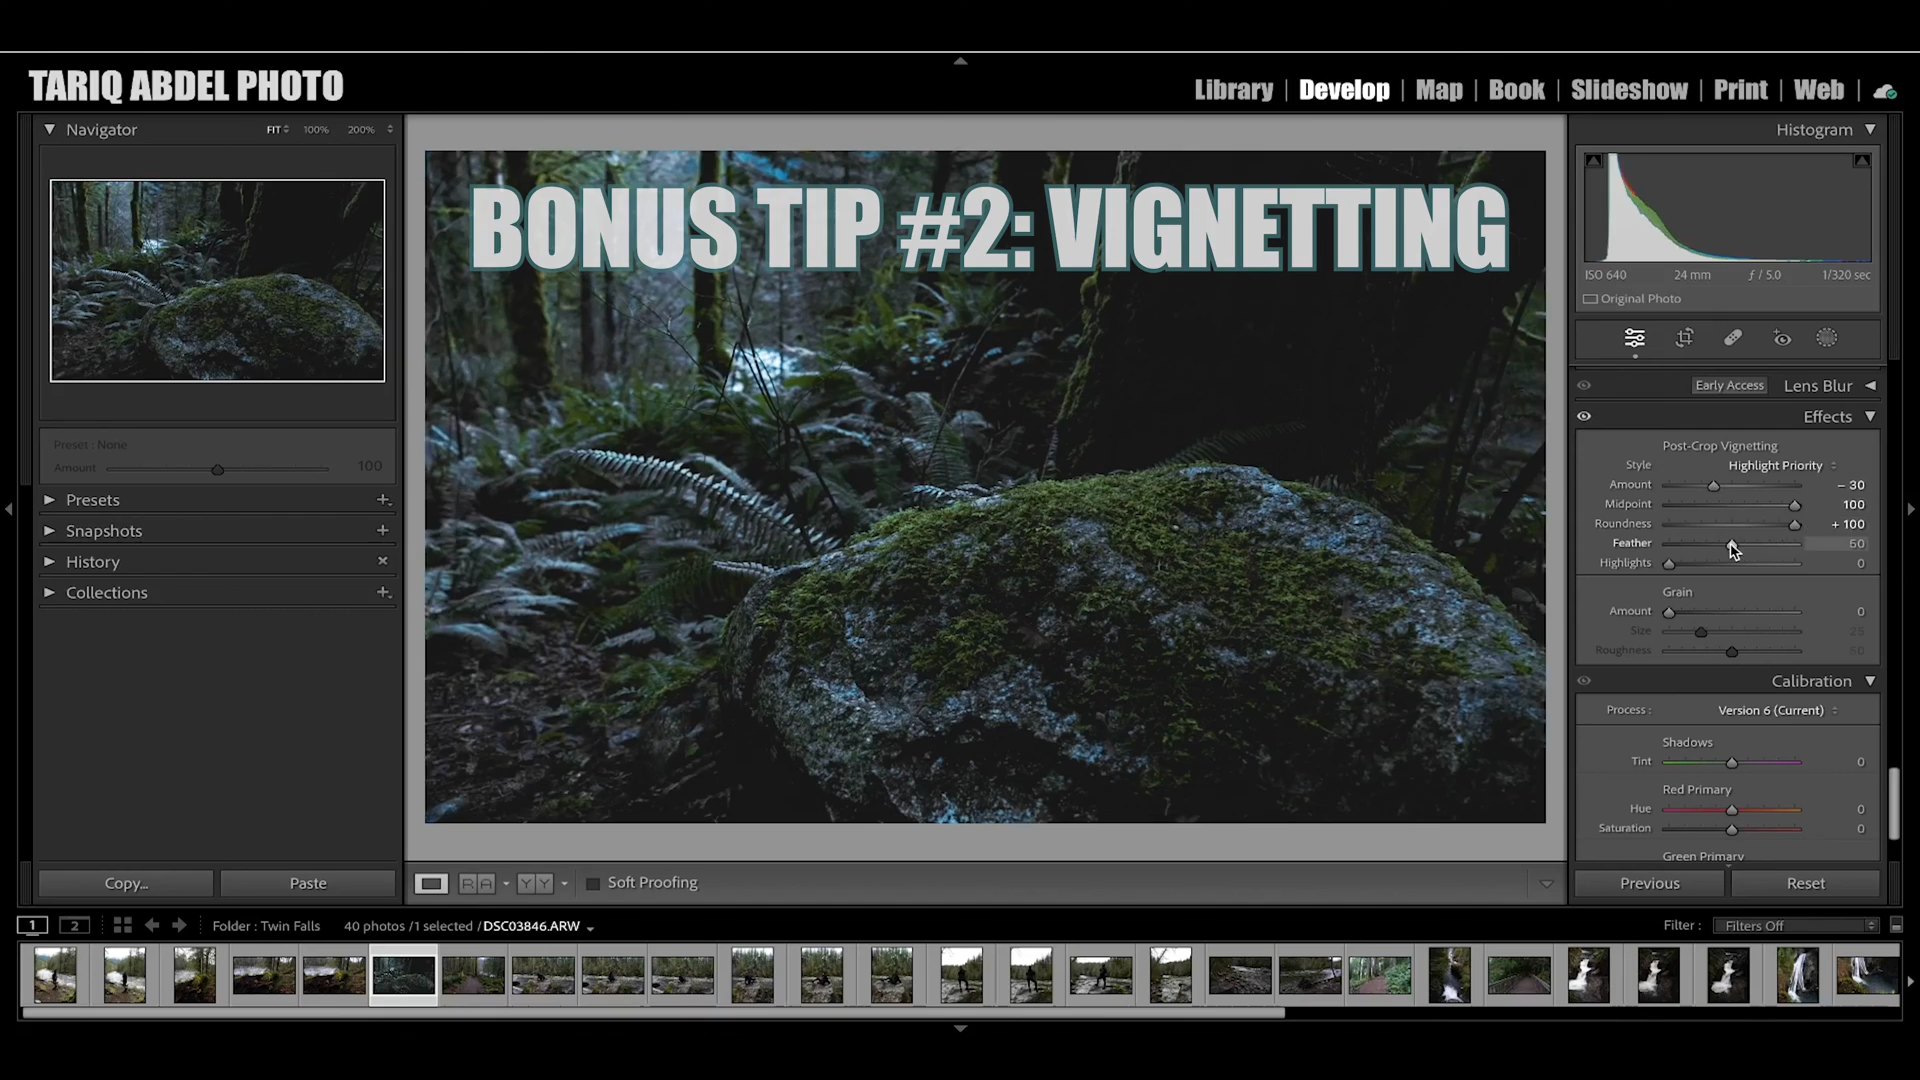 TARIQ ABDEL PHOTO
Library | Develop | Map | Book | Slideshow | Print | Web |
Navigator FIT 100% 200%
Preset : None
Amount 100
Presets
Snapshots
History
Collections
Copy... Paste
BONUS TIP #2: VIGNETTING
Soft Proofing
Histogram
ISO 640 24 mm ƒ / 5.0 1/320 sec
Original Photo
Early Access Lens Blur
Effects
Post-Crop Vignetting
Style Highlight Priority
Amount – 30
Midpoint 100
Roundness + 100
Feather 50
Highlights 0
Grain
Amount 0
Size 25
Roughness 50
Calibration
Process : Version 6 (Current)
Shadows
Tint 0
Red Primary
Hue 0
Saturation 0
Green Primary
Previous Reset
1 2 Folder : Twin Falls 40 photos /1 selected /DSC03846.ARW Filter : Filters Off